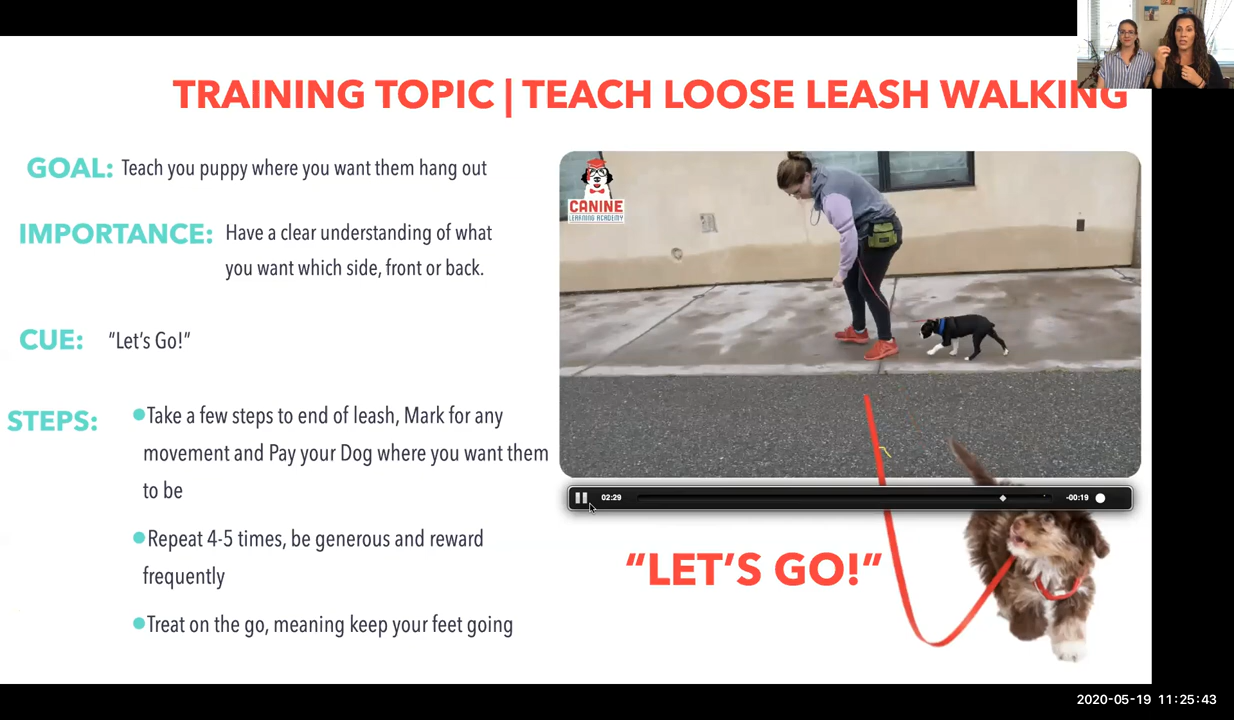 TRAINING TOPIC | TEACH LOOSE LEASH WALKING
GOAL: Teach you puppy where you want them hang out
IMPORTANCE: Have a clear understanding of what
you want which side, front or back.
CUE: “Let’s Go!”
STEPS: •Take a few steps to end of leash, Mark for any
movement and Pay your Dog where you want them
to be
•Repeat 4-5 times, be generous and reward
frequently
•Treat on the go, meaning keep your feet going
CANINE
LEARNING ACADEMY
02:29
-00:19
“LET’S GO!”
2020-05-19 11:25:43